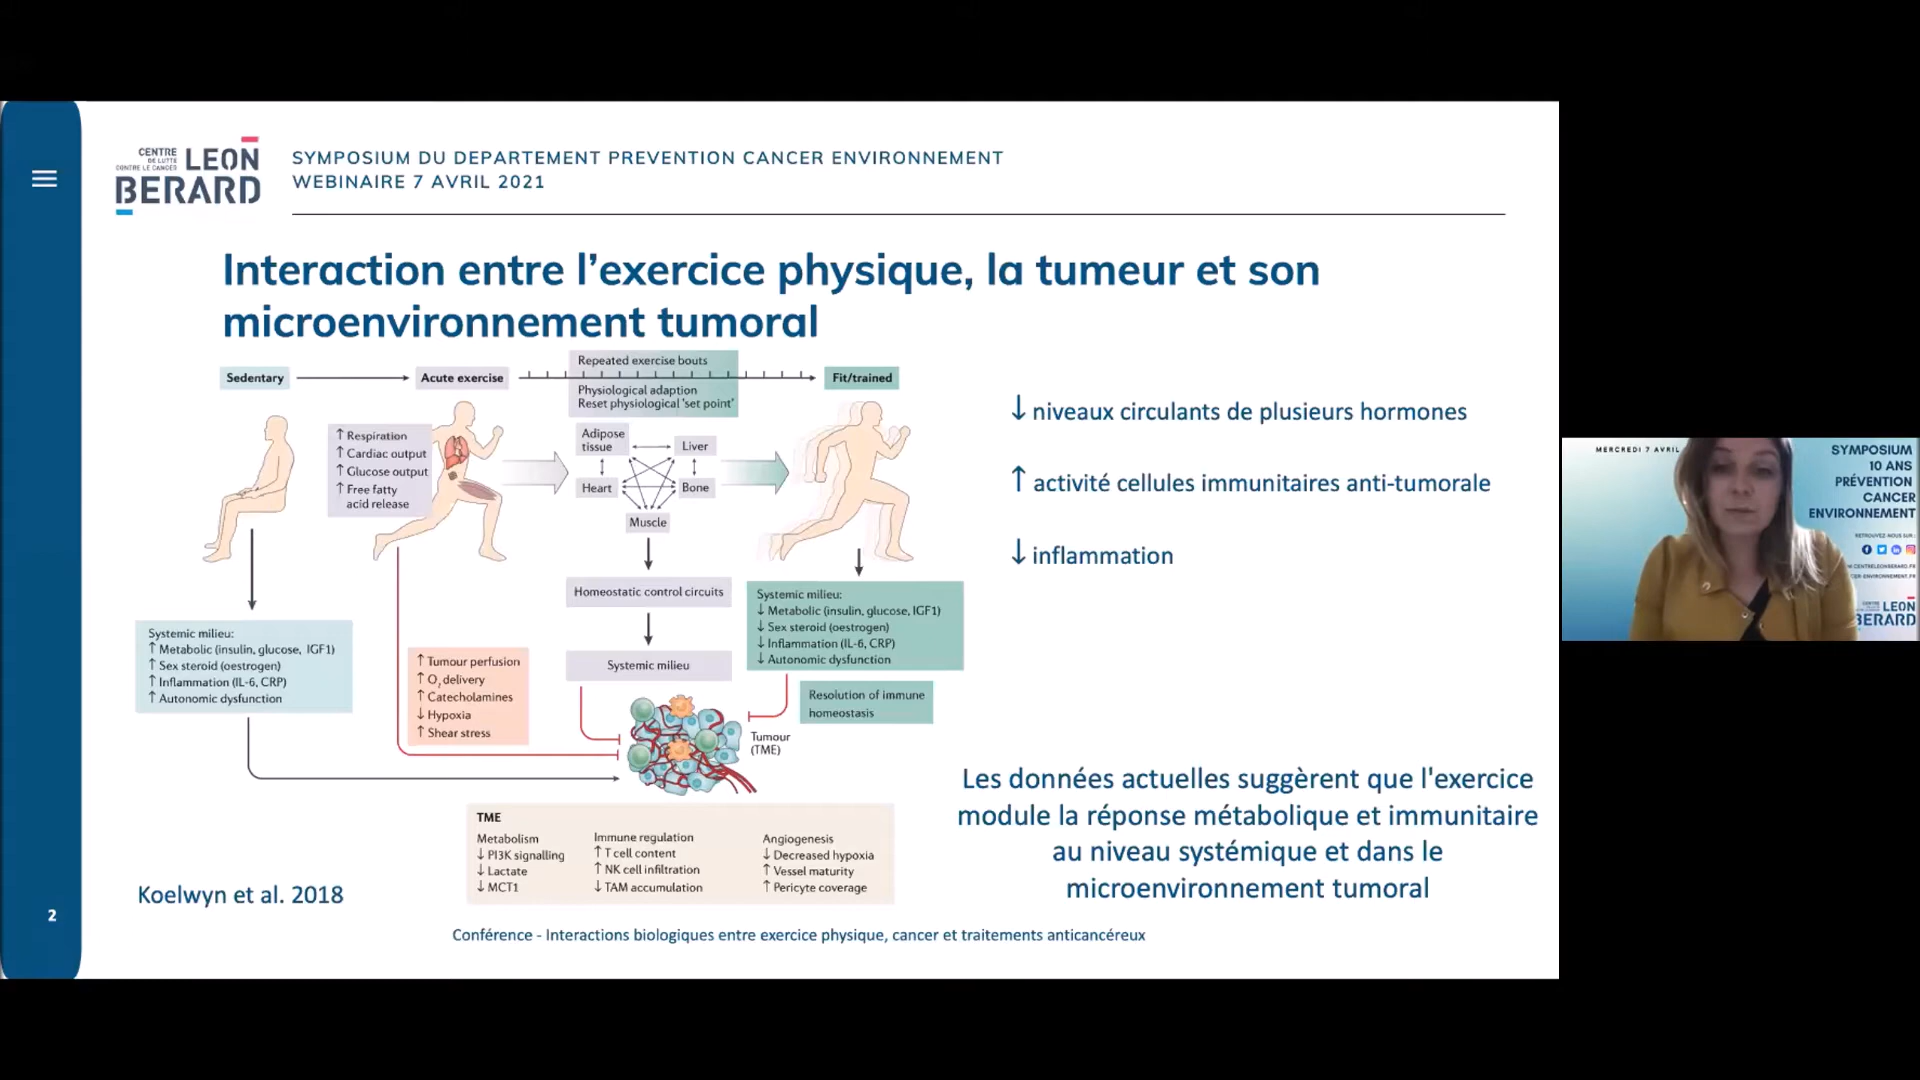 CENTRE
DE LUTTE
CONTRE LE CANCER
LEON
BERARD
SYMPOSIUM DU DEPARTEMENT PREVENTION CANCER ENVIRONNEMENT
WEBINAIRE 7 AVRIL 2021
Interaction entre l’exercice physique, la tumeur et son
microenvironnement tumoral
Sedentary
Acute exercise
Repeated exercise bouts
Physiological adaption
Reset physiological 'set point'
Fit/trained
↑ Respiration
↑ Cardiac output
↑ Glucose output
↑ Free fatty
acid release
Adipose
tissue
Liver
Heart
Bone
Muscle
Homeostatic control circuits
Systemic milieu
Systemic milieu:
↑ Metabolic (insulin, glucose, IGF1)
↑ Sex steroid (oestrogen)
↑ Inflammation (IL-6, CRP)
↑ Autonomic dysfunction
↑ Tumour perfusion
↑ O₂ delivery
↑ Catecholamines
↓ Hypoxia
↑ Shear stress
Systemic milieu:
↓ Metabolic (insulin, glucose, IGF1)
↓ Sex steroid (oestrogen)
↓ Inflammation (IL-6, CRP)
↓ Autonomic dysfunction
Resolution of immune
homeostasis
Tumour
(TME)
TME
Metabolism
↓ PI3K signalling
↓ Lactate
↓ MCT1
Immune regulation
↑ T cell content
↑ NK cell infiltration
↓ TAM accumulation
Angiogenesis
↓ Decreased hypoxia
↑ Vessel maturity
↑ Pericyte coverage
↓ niveaux circulants de plusieurs hormones
↑ activité cellules immunitaires anti-tumorale
↓ inflammation
Les données actuelles suggèrent que l'exercice
module la réponse métabolique et immunitaire
au niveau systémique et dans le
microenvironnement tumoral
Koelwyn et al. 2018
2
Conférence - Interactions biologiques entre exercice physique, cancer et traitements anticancéreux
MERCREDI 7 AVRIL
SYMPOSIUM
10 ANS
PRÉVENTION
CANCER
ENVIRONNEMENT
RETROUVEZ-NOUS SUR :
.CENTRELEONBERARD.FR
ER-ENVIRONNEMENT.FR
LEON
BERARD